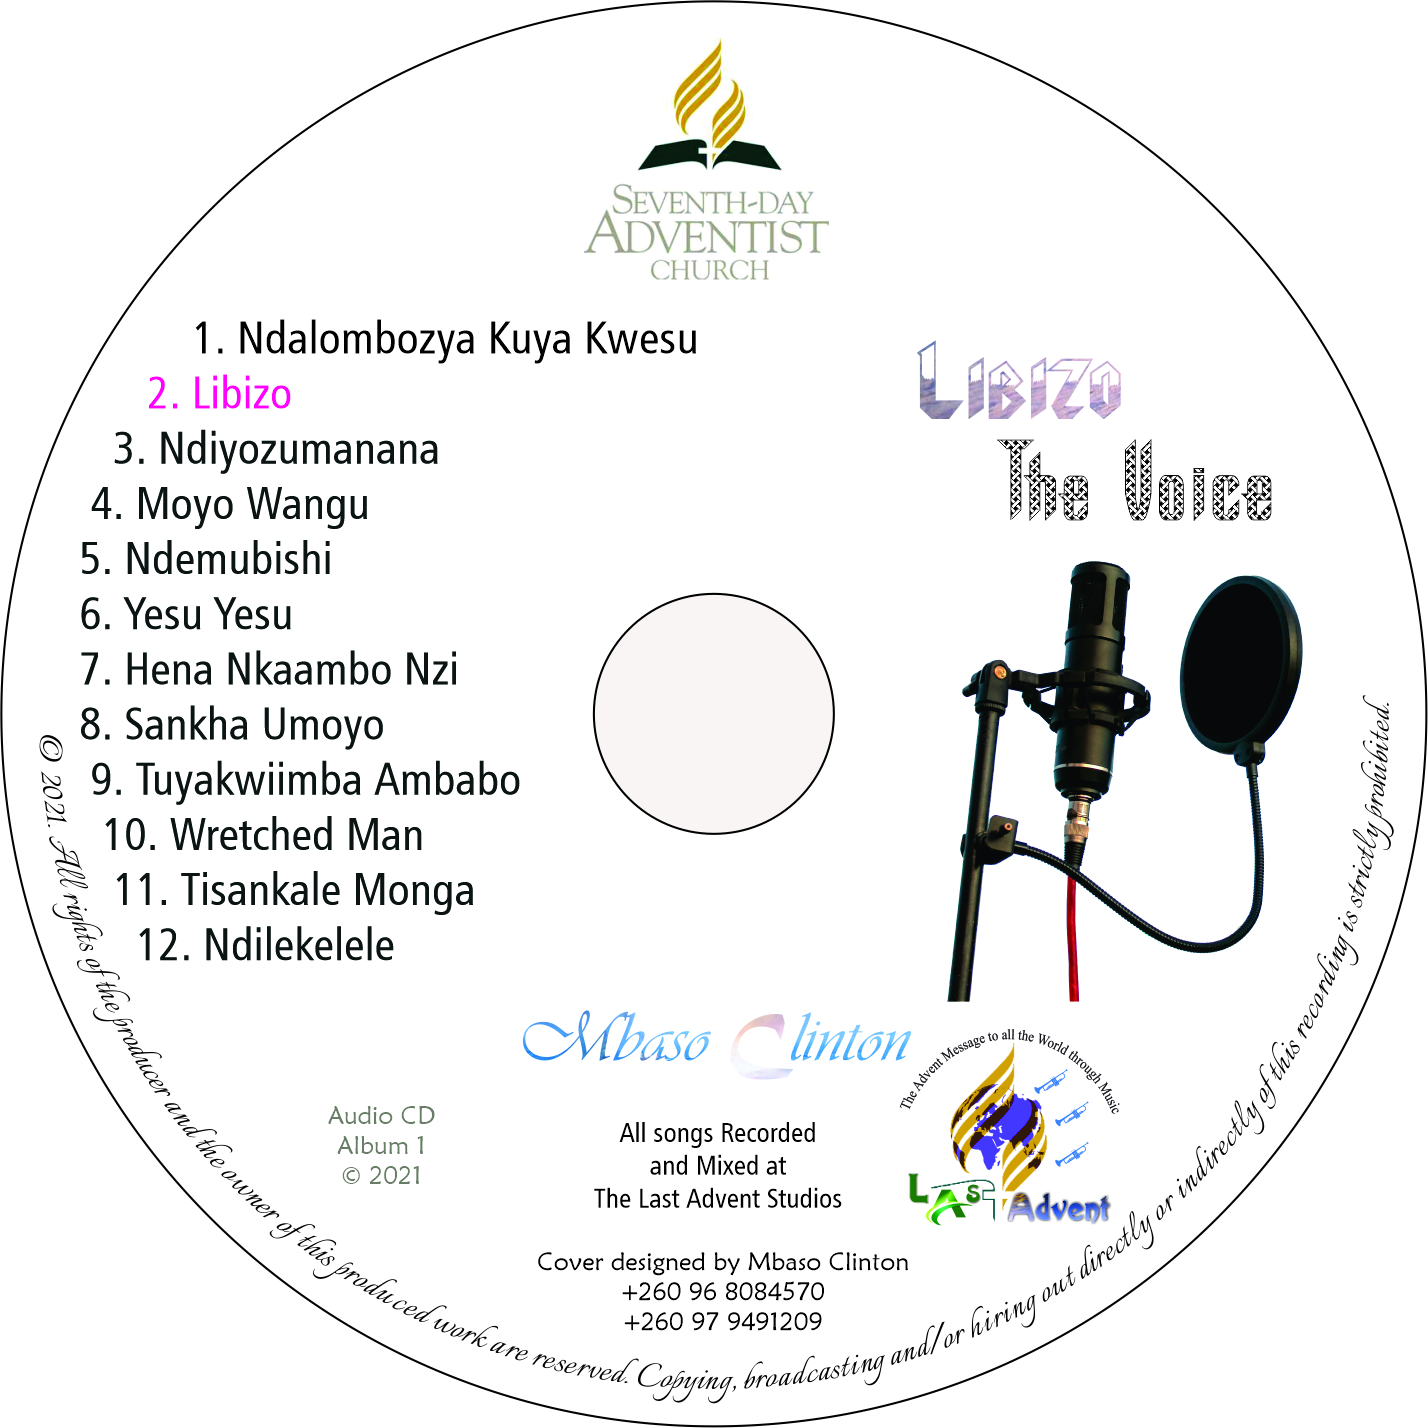 SEVENTH-DAY
ADVENTIST
CHURCH
1. Ndalombozya Kuya Kwesu
2. Libizo
3. Ndiyozumanana
4. Moyo Wangu
5. Ndemubishi
6. Yesu Yesu
7. Hena Nkaambo Nzi
8. Sankha Umoyo
9. Tuyakwiimba Ambabo
10. Wretched Man
11. Tisankale Monga
12. Ndilekelele
LIBIZO
The Voice
Mbaso Clinton
Audio CD
Album 1
© 2021
All songs Recorded
and Mixed at
The Last Advent Studios
The Advent Message to all the World through Music
LAST Advent
Cover designed by Mbaso Clinton
+260 96 8084570
+260 97 9491209
© 2021. All rights of the producer and the owner of this produced work are reserved. Copying, broadcasting and/or hiring out directly or indirectly of this recording is strictly prohibited.